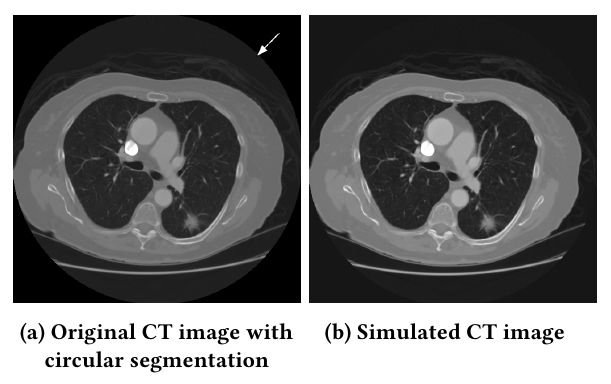 (a) Original CT image with
circular segmentation
(b) Simulated CT image